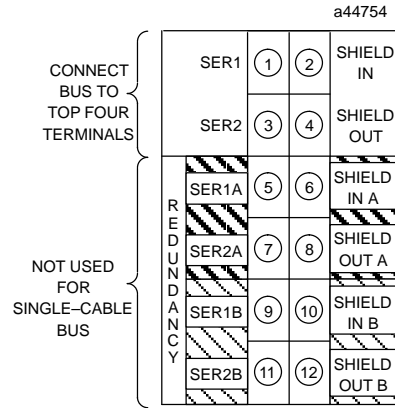 a44754
CONNECT
BUS TO
TOP FOUR
TERMINALS
SER1 1 2 SHIELD
IN
SER2 3 4 SHIELD
OUT
NOT USED
FOR
SINGLE–CABLE
BUS
REDUNDANCY
SER1A 5 6 SHIELD
IN A
SER2A 7 8 SHIELD
OUT A
SER1B 9 10 SHIELD
IN B
SER2B 11 12 SHIELD
OUT B